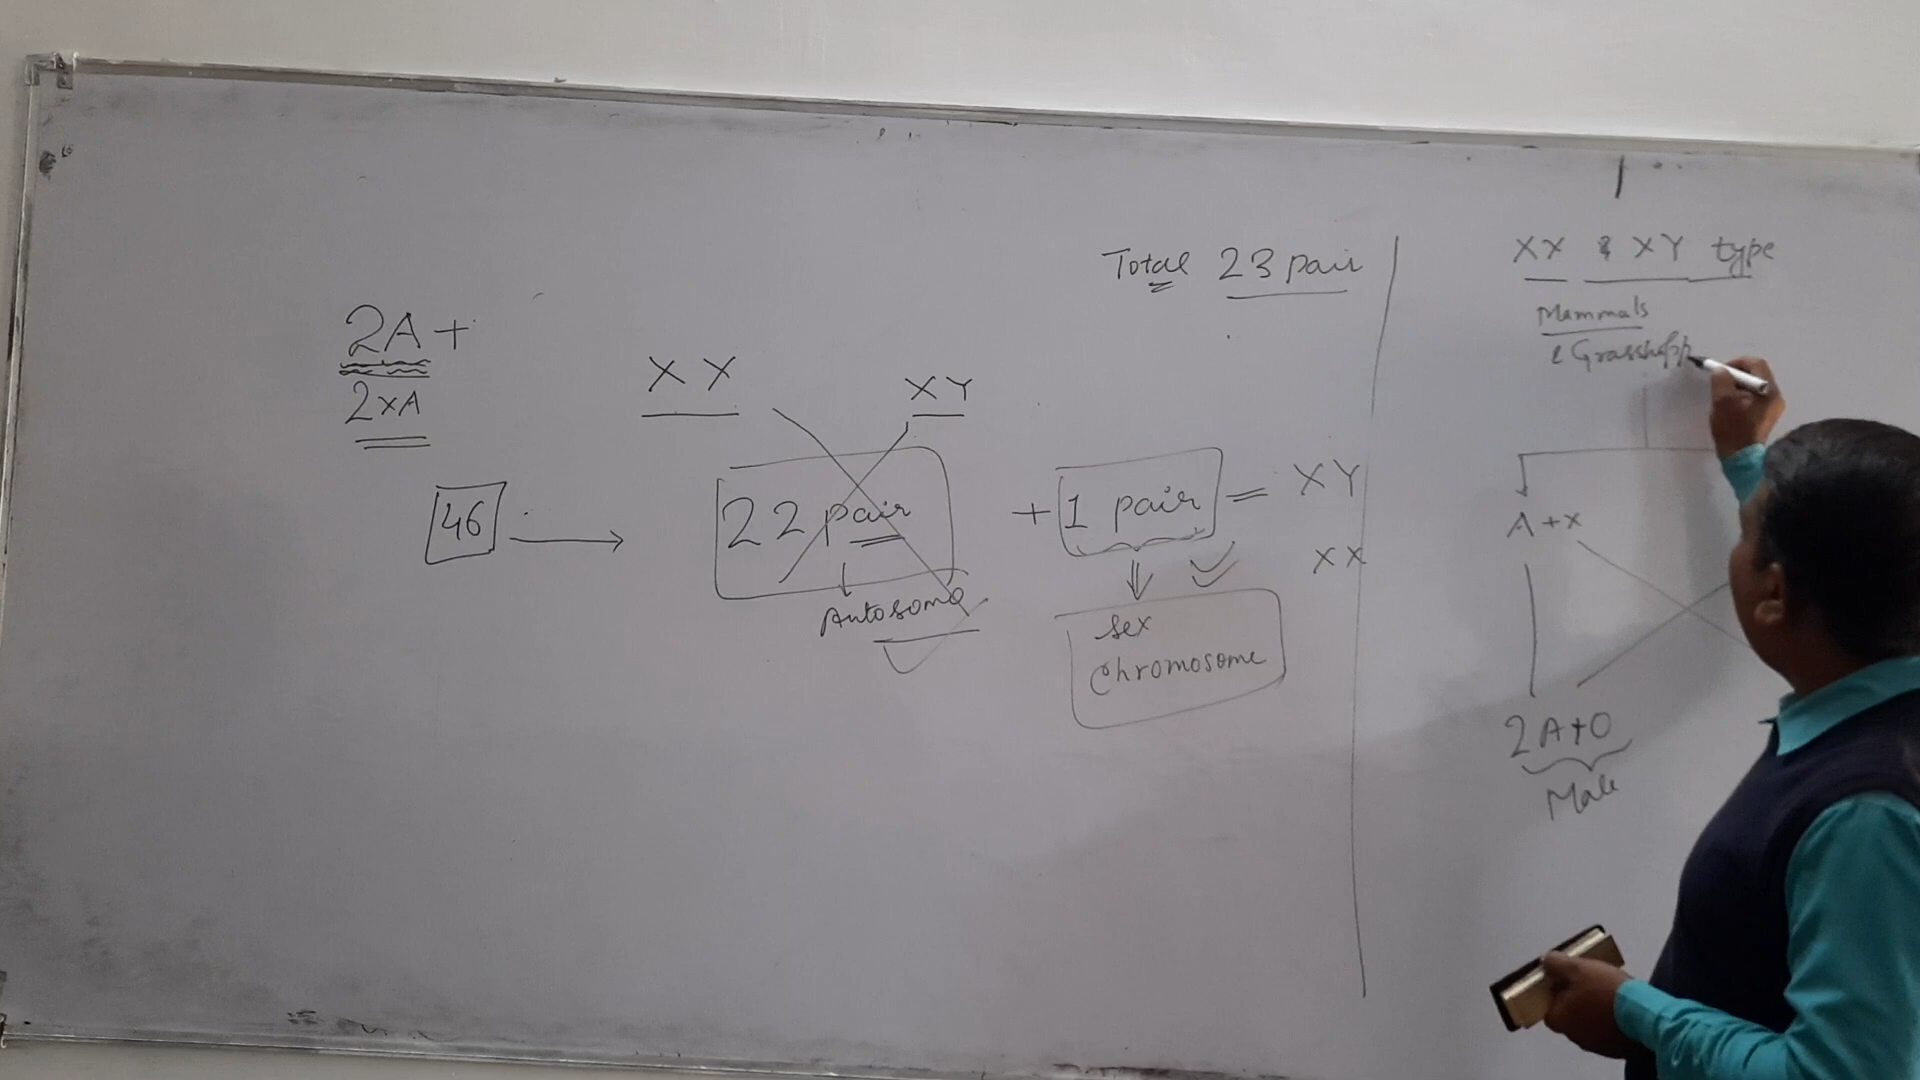 Total 23 pair
2A +
2xA
XX
XY
46
22 pair
+ 1 pair = XY
XX
Autosome
sex
chromosome
XX & XY type
Mammals
& Grasshopp
A + x
2A + O
Male